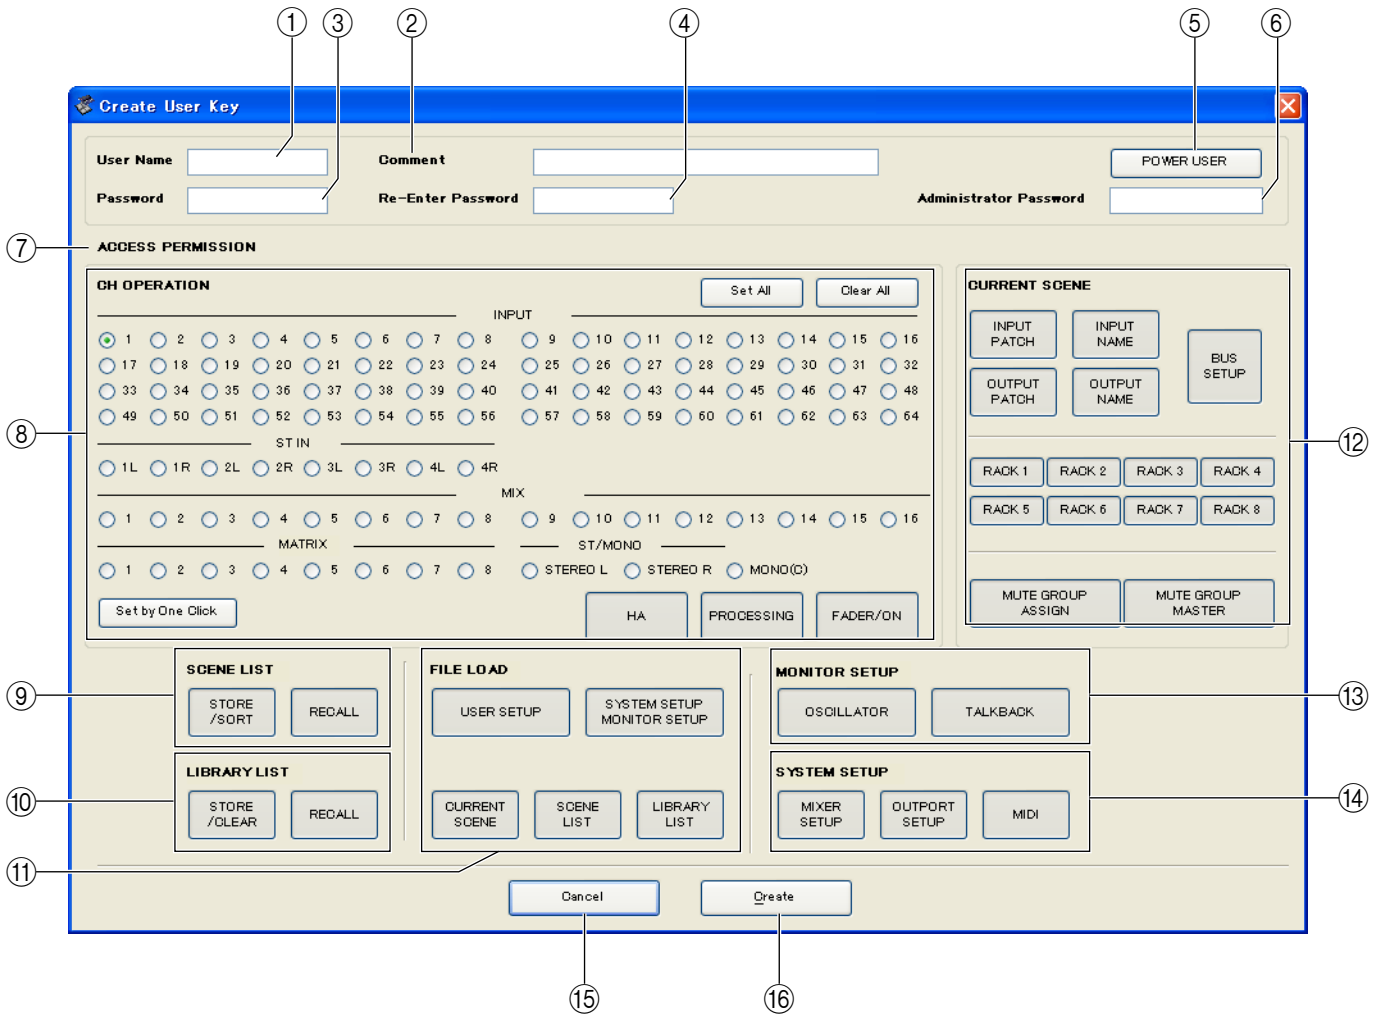 ① ③ ② ④ ⑤ ⑥
Create User Key
User Name
Comment
POWER USER
Password
Re-Enter Password
Administrator Password
⑦
ACCESS PERMISSION
CH OPERATION
Set All
Clear All
INPUT
1 2 3 4 5 6 7 8 9 10 11 12 13 14 15 16
17 18 19 20 21 22 23 24 25 26 27 28 29 30 31 32
33 34 35 36 37 38 39 40 41 42 43 44 45 46 47 48
49 50 51 52 53 54 55 56 57 58 59 60 61 62 63 64
⑧
ST IN
1L 1R 2L 2R 3L 3R 4L 4R
MIX
1 2 3 4 5 6 7 8 9 10 11 12 13 14 15 16
MATRIX
ST/MONO
1 2 3 4 5 6 7 8 STEREO L STEREO R MONO(C)
Set by One Click
HA
PROCESSING
FADER/ON
CURRENT SCENE
INPUT
PATCH
INPUT
NAME
BUS
SETUP
OUTPUT
PATCH
OUTPUT
NAME
⑫
RACK 1 RACK 2 RACK 3 RACK 4
RACK 5 RACK 6 RACK 7 RACK 8
MUTE GROUP
ASSIGN
MUTE GROUP
MASTER
⑨
SCENE LIST
STORE
/SORT
RECALL
⑩
LIBRARY LIST
STORE
/CLEAR
RECALL
FILE LOAD
USER SETUP
SYSTEM SETUP
MONITOR SETUP
CURRENT
SCENE
SCENE
LIST
LIBRARY
LIST
⑪
MONITOR SETUP
OSCILLATOR
TALKBACK
⑬
SYSTEM SETUP
MIXER
SETUP
OUTPORT
SETUP
MIDI
⑭
Cancel
Create
⑮ ⑯